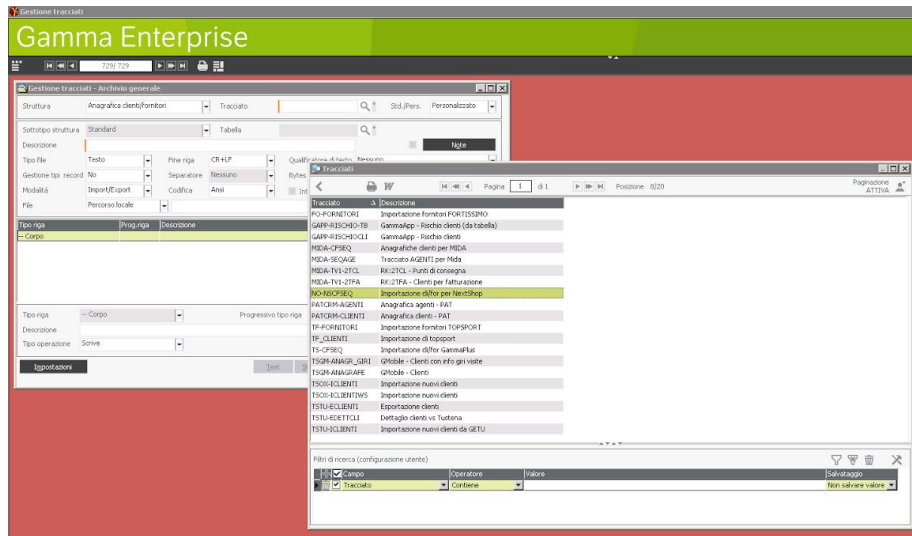 Gestione tracciati
Gamma Enterprise
729/ 729
Gestione tracciati - Archivio generale
Struttura Anagrafica clienti/fornitori Tracciato Std./Pers. Personalizzato
Sottotipo struttura Standard Tabella
Descrizione Note
Tipo file Testo Fine riga CR+LF Qualificatore di testo Nessuno
Gestione tipi record No Separatore Nessuno Bytes
Modalità Import/Export Codifica Ansi Int
File Percorso locale
Tipo riga Prog.riga Descrizione
-- Corpo
Tipo riga -- Corpo Progressivo tipo riga
Descrizione
Tipo operazione Scrive
Impostazioni Test
Tracciati
W Pagina 1 di 1 Posizione 8/20 Paginazione ATTIVA
Tracciato Descrizione
FO-FORNITORI Importazione fornitori FORTISSIMO
GAPP-RISCHIO-TB GammaApp - Rischio clienti (da tabella)
GAPP-RISCHIOCLI GammaApp - Rischio clienti
MIDA-CFSEQ Anagrafiche clienti per MIDA
MIDA-SEQAGE Tracciato AGENTI per Mida
MIDA-TV1-2TCL RK:2TCL - Punti di consegna
MIDA-TV1-2TFA RK:2TFA - Clienti per fatturazione
NO-NSCFSEQ Importazione cli/for per NextShop
PATCRM-AGENTI Anagrafica agenti - PAT
PATCRM-CLIENTI Anagrafica clienti - PAT
TF-FORNITORI Importazione fornitori TOPSPORT
TF_CLIENTI Importazione cli topsport
TS-CFSEQ Importazione cli/for GammaPlus
TSGM-ANAGR_GIRI GMobile - Clienti con info giri visite
TSGM-ANAGRAFE GMobile - Clienti
TSOX-ICLIENTI Importazione nuovi clienti
TSOX-ICLIENTIWS Importazione nuovi clienti
TSTU-ECLIENTI Esportazione clienti
TSTU-EDETTCLI Dettaglio clienti vs Tustena
TSTU-ICLIENTI Importazione nuovi clienti da GETU
Filtri di ricerca (configurazione utente)
Campo Operatore Valore Salvataggio
Tracciato Contiene Non salvare valore